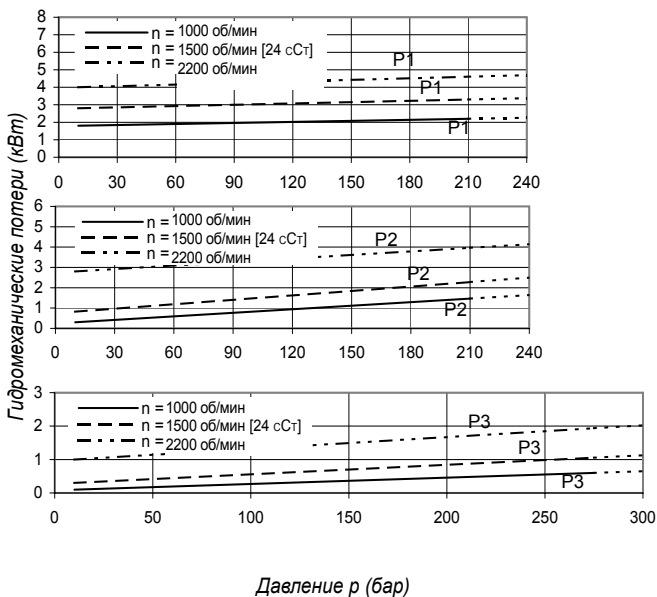 Гидромеханические потери (кВт)
8
7
6
5
4
3
2
1
0
n = 1000 об/мин
n = 1500 об/мин [24 сСт]
n = 2200 об/мин
P1
P1
P1
0 30 60 90 120 150 180 210 240
6
5
4
3
2
1
0
n = 1000 об/мин
n = 1500 об/мин [24 сСт]
n = 2200 об/мин
P2
P2
P2
0 30 60 90 120 150 180 210 240
3
2
1
0
n = 1000 об/мин
n = 1500 об/мин [24 сСт]
n = 2200 об/мин
P3
P3
P3
0 50 100 150 200 250 300
Давление p (бар)